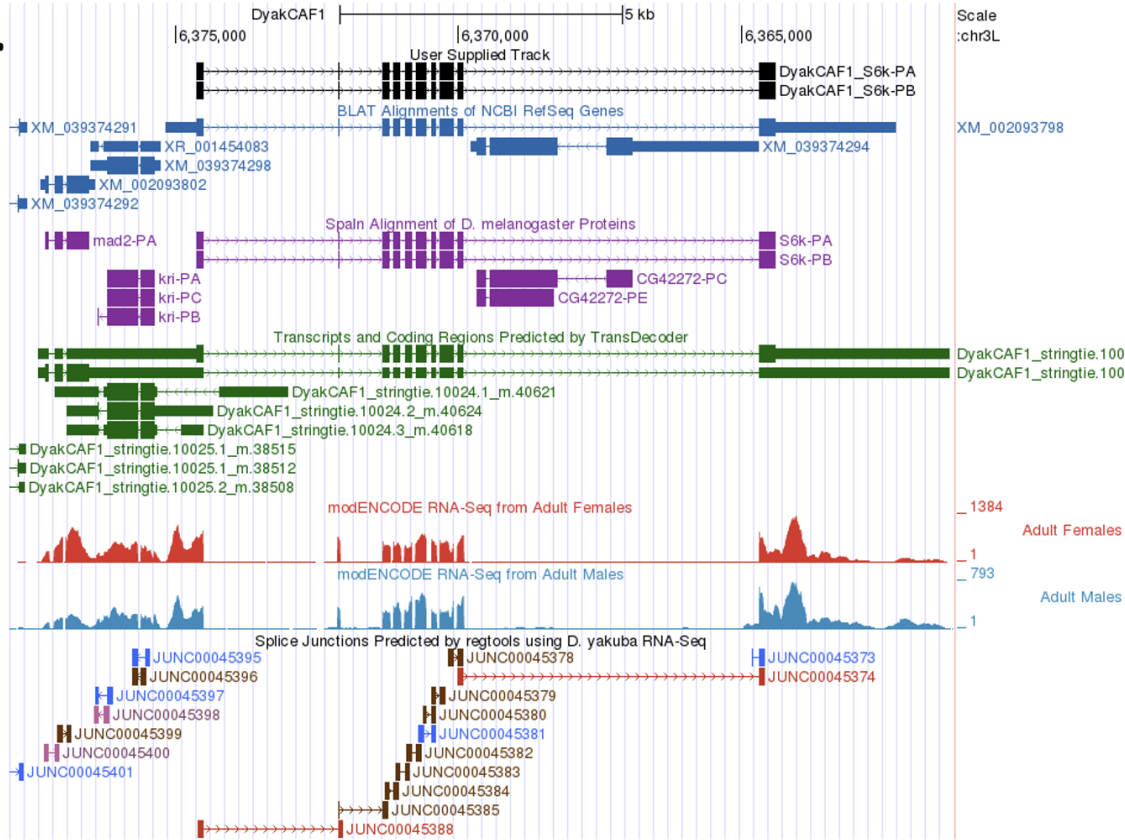 DyakCAF1 5 kb Scale
6,375,000 6,370,000 6,365,000 :chr3L
User Supplied Track
DyakCAF1_S6k-PA
DyakCAF1_S6k-PB
BLAT Alignments of NCBI RefSeq Genes
XM_039374291 XM_002093798
XR_001454083 XM_039374294
XM_039374298
XM_002093802
XM_039374292
Spaln Alignment of D. melanogaster Proteins
mad2-PA S6k-PA
S6k-PB
kri-PA CG42272-PC
kri-PC CG42272-PE
kri-PB
Transcripts and Coding Regions Predicted by TransDecoder
DyakCAF1_stringtie.100
DyakCAF1_stringtie.100
DyakCAF1_stringtie.10024.1_m.40621
DyakCAF1_stringtie.10024.2_m.40624
DyakCAF1_stringtie.10024.3_m.40618
DyakCAF1_stringtie.10025.1_m.38515
DyakCAF1_stringtie.10025.1_m.38512
DyakCAF1_stringtie.10025.2_m.38508
modENCODE RNA-Seq from Adult Females 1384
Adult Females
1
modENCODE RNA-Seq from Adult Males 793
Adult Males
1
Splice Junctions Predicted by regtools using D. yakuba RNA-Seq
JUNC00045395 JUNC00045378 JUNC00045373
JUNC00045396 JUNC00045374
JUNC00045397 JUNC00045379
JUNC00045398 JUNC00045380
JUNC00045399 JUNC00045381
JUNC00045400 JUNC00045382
JUNC00045401 JUNC00045383
JUNC00045384
JUNC00045385
JUNC00045388